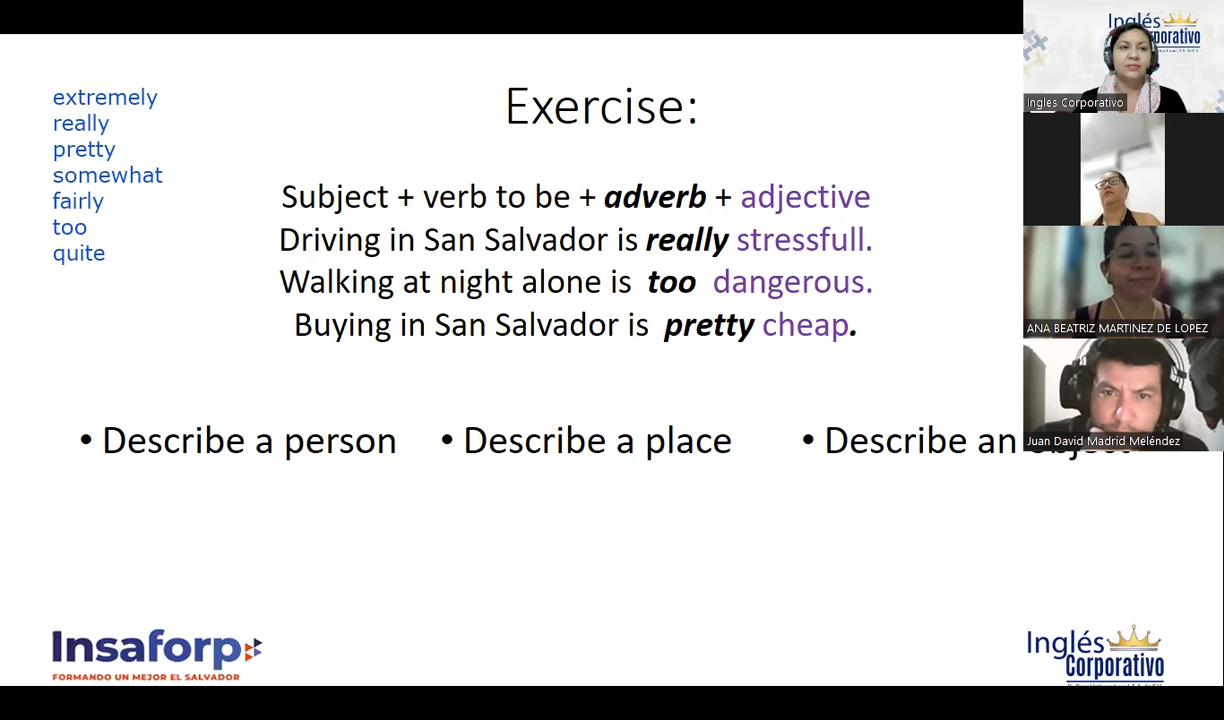 extremely
really
pretty
somewhat
fairly
too
quite
Exercise:
Subject + verb to be + adverb + adjective
Driving in San Salvador is really stressfull.
Walking at night alone is too dangerous.
Buying in San Salvador is pretty cheap.
• Describe a person
• Describe a place
• Describe an object
Insaforp
FORMANDO UN MEJOR EL SALVADOR
Inglés
Corporativo
Inglés
Corporativo
Ingles Corporativo
ANA BEATRIZ MARTINEZ DE LOPEZ
Juan David Madrid Meléndez